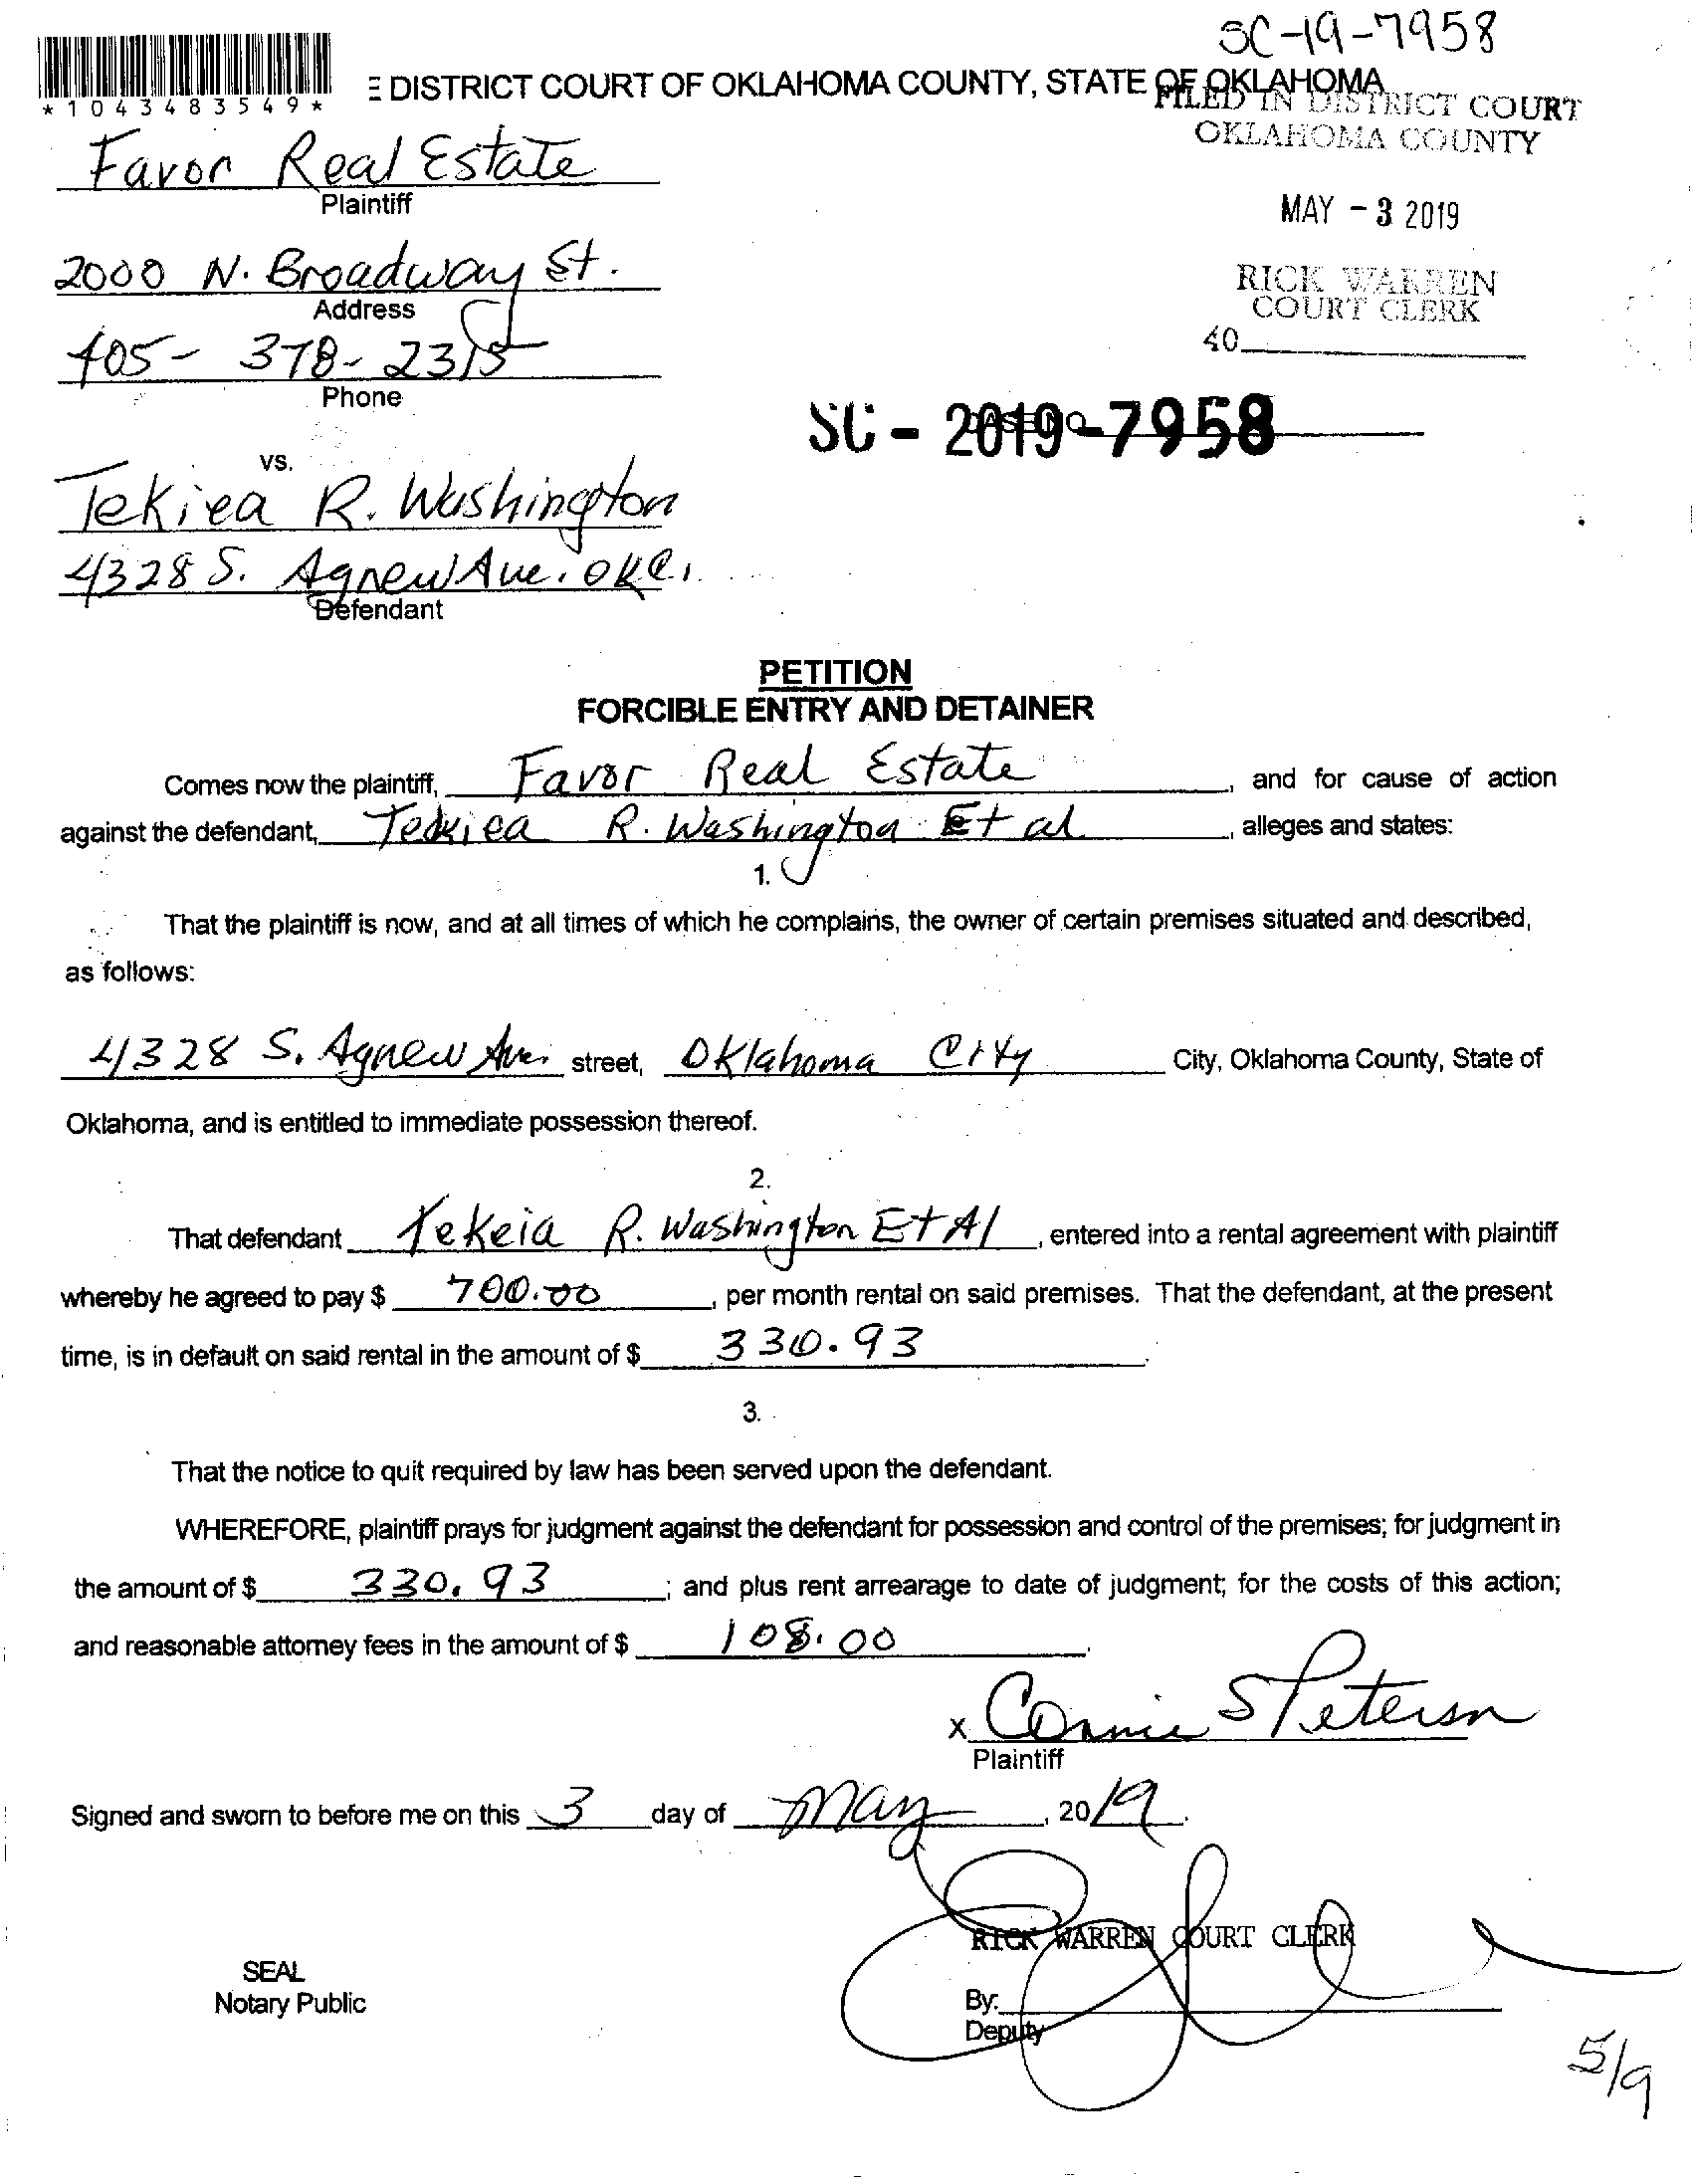 SC-19-7958
*1043483549*
E DISTRICT COURT OF OKLAHOMA COUNTY, STATE OF OKLAHOMA
FILED IN DISTRICT COURT
OKLAHOMA COUNTY
Favor Real Estate
Plaintiff
MAY - 3 2019
2000 N. Broadway St.
Address
RICK WARREN
COURT CLERK
40
405- 378- 2315
Phone
SC - 2019-7958
CASE NO.
vs.
Tekiea R. Washington
4328 S. Agnew Ave. OKC.
Defendant
PETITION
FORCIBLE ENTRY AND DETAINER
Comes now the plaintiff, Favor Real Estate, and for cause of action
against the defendant, Tekiea R. Washington Et al, alleges and states:
1.
That the plaintiff is now, and at all times of which he complains, the owner of certain premises situated and described,
as follows:
4328 S. Agnew Ave. street, Oklahoma City City, Oklahoma County, State of
Oklahoma, and is entitled to immediate possession thereof.
2.
That defendant Tekeia R. Washington Et Al, entered into a rental agreement with plaintiff
whereby he agreed to pay $ 700.00, per month rental on said premises. That the defendant, at the present
time, is in default on said rental in the amount of $ 330.93.
3.
That the notice to quit required by law has been served upon the defendant.
WHEREFORE, plaintiff prays for judgment against the defendant for possession and control of the premises; for judgment in
the amount of $ 330.93; and plus rent arrearage to date of judgment; for the costs of this action;
and reasonable attorney fees in the amount of $ 108.00.
x Connie S Peterson
Plaintiff
Signed and sworn to before me on this 3 day of May, 2019.
RICK WARREN COURT CLERK
SEAL
Notary Public
By:
Deputy
5/9